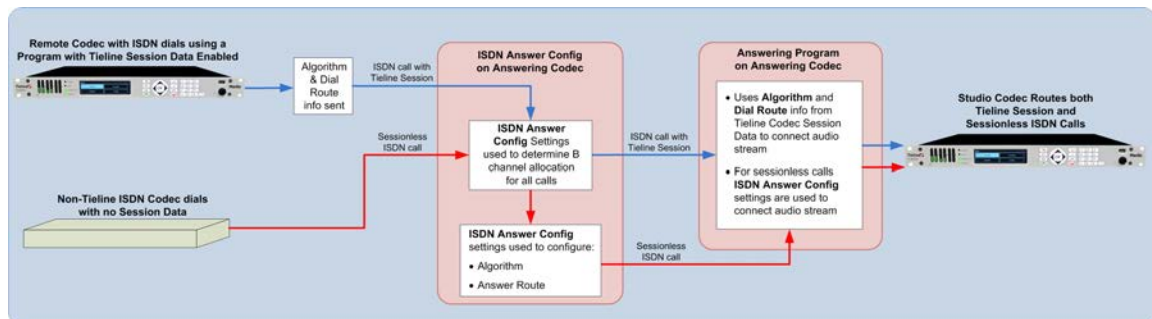 Remote Codec with ISDN dials using a
Program with Tieline Session Data Enabled
Algorithm
& Dial
Route
info sent
ISDN call with
Tieline Session
Sessionless
ISDN call
Non-Tieline ISDN Codec dials
with no Session Data
ISDN Answer Config
on Answering Codec
ISDN Answer
Config Settings
used to determine B
channel allocation
for all calls
ISDN Answer Config
settings used to configure:
• Algorithm
• Answer Route
ISDN call with
Tieline Session
Sessionless
ISDN call
Answering Program
on Answering Codec
• Uses Algorithm and
Dial Route info from
Tieline Codec Session
Data to connect audio
stream
• For sessionless calls
ISDN Answer Config
settings are used to
connect audio stream
Studio Codec Routes both
Tieline Session and
Sessionless ISDN Calls